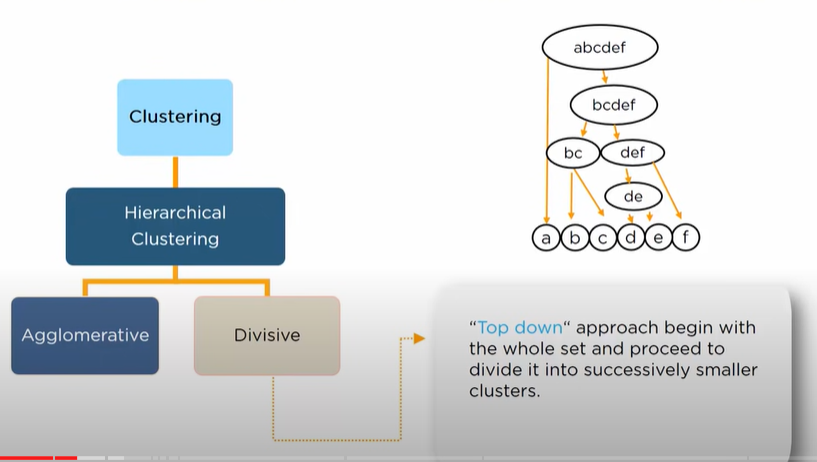 Clustering
Hierarchical
Clustering
Agglomerative
Divisive
abcdef
bcdef
bc
def
de
a
b
c
d
e
f
“Top down“ approach begin with
the whole set and proceed to
divide it into successively smaller
clusters.